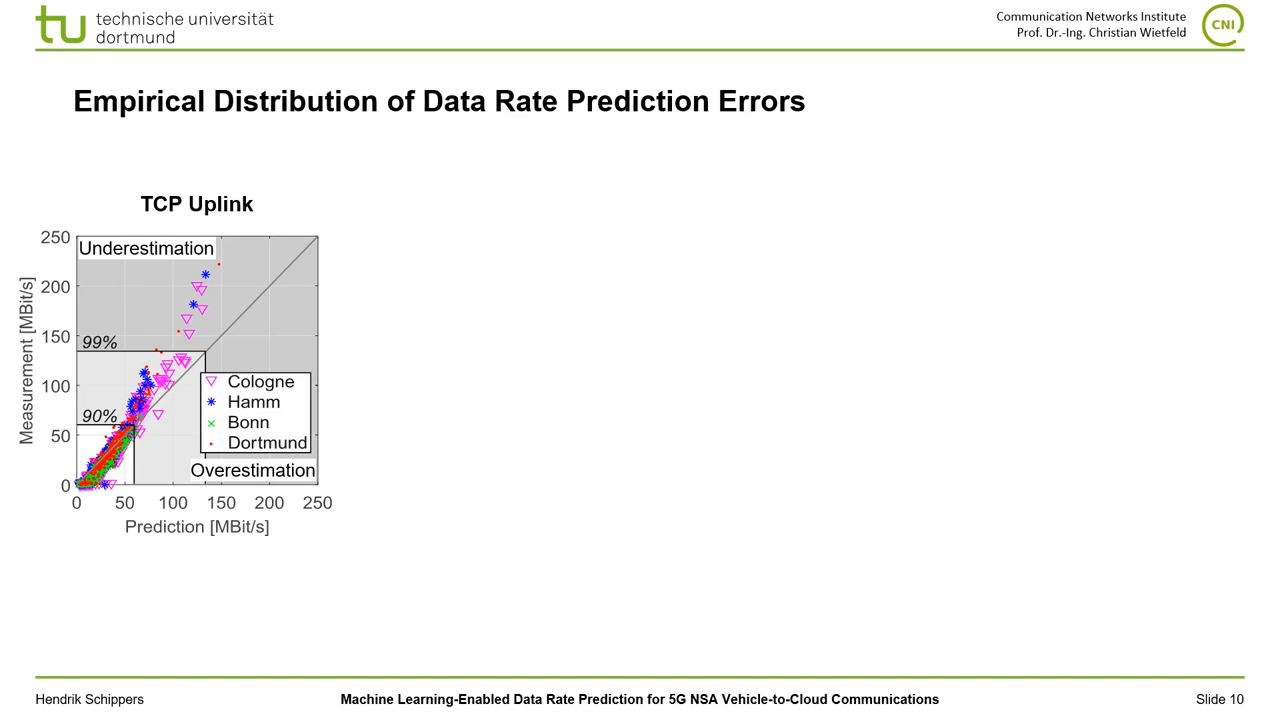 technische universität
dortmund
Communication Networks Institute
Prof. Dr.-Ing. Christian Wietfeld
CNI
Empirical Distribution of Data Rate Prediction Errors
TCP Uplink
250
200
150
100
50
0
Measurement [MBit/s]
Underestimation
99%
90%
Cologne
Hamm
Bonn
Dortmund
Overestimation
0 50 100 150 200 250
Prediction [MBit/s]
Hendrik Schippers
Machine Learning-Enabled Data Rate Prediction for 5G NSA Vehicle-to-Cloud Communications
Slide 10